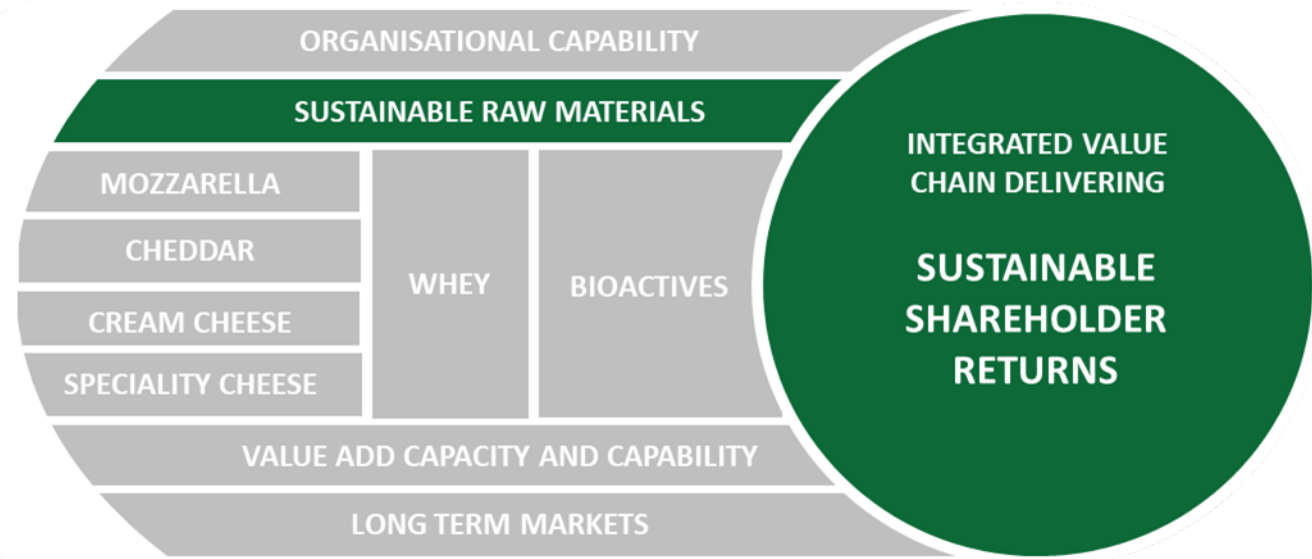 ORGANISATIONAL CAPABILITY
SUSTAINABLE RAW MATERIALS
MOZZARELLA
CHEDDAR
CREAM CHEESE
SPECIALITY CHEESE
WHEY
BIOACTIVES
VALUE ADD CAPACITY AND CAPABILITY
LONG TERM MARKETS
INTEGRATED VALUE
CHAIN DELIVERING
SUSTAINABLE
SHAREHOLDER
RETURNS